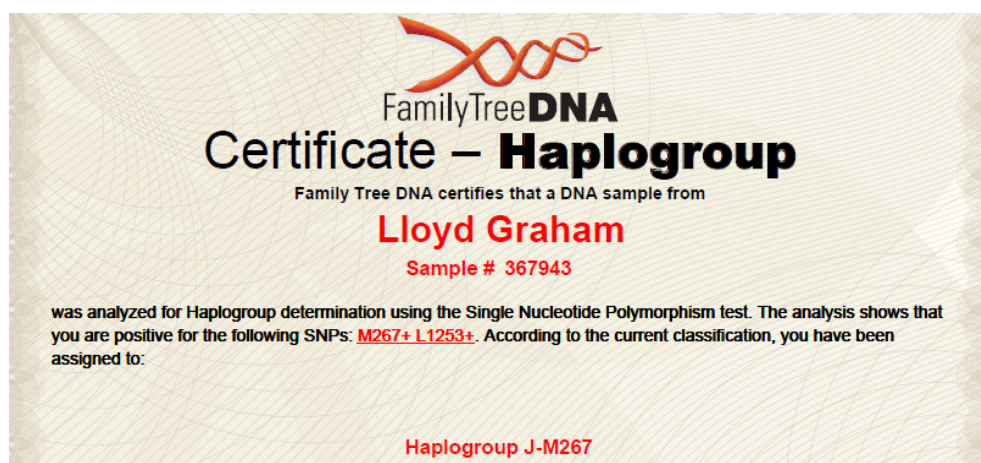 FamilyTreeDNA
Certificate – Haplogroup
Family Tree DNA certifies that a DNA sample from
Lloyd Graham
Sample # 367943
was analyzed for Haplogroup determination using the Single Nucleotide Polymorphism test. The analysis shows that
you are positive for the following SNPs: M267+ L1253+. According to the current classification, you have been
assigned to:
Haplogroup J-M267